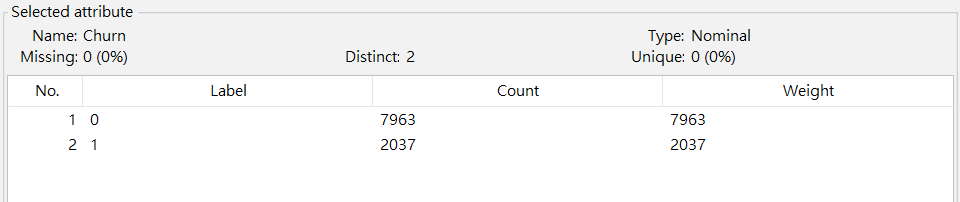 Selected attribute
Name: Churn Type: Nominal
Missing: 0 (0%) Distinct: 2 Unique: 0 (0%)
No. Label Count Weight
1 0 7963 7963
2 1 2037 2037